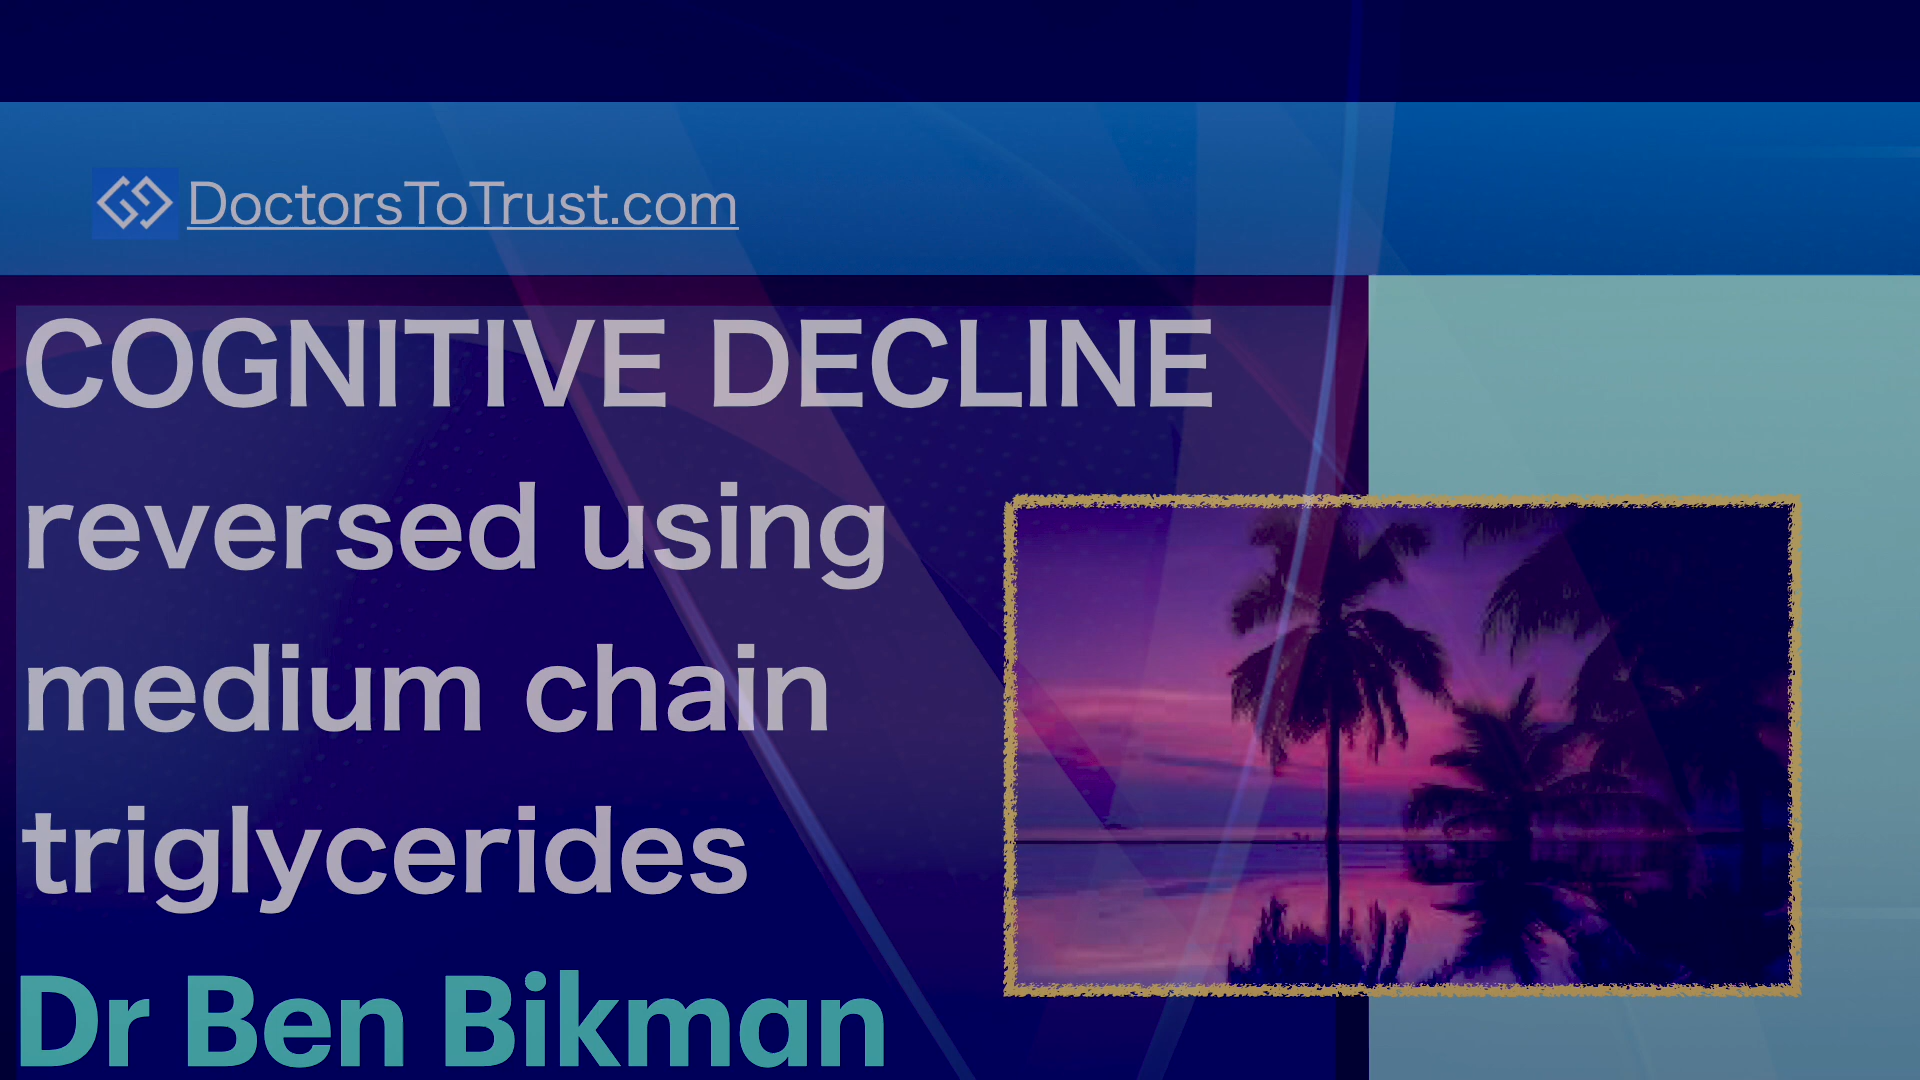 DoctorsToTrust.com
COGNITIVE DECLINE
reversed using
medium chain
triglycerides
Dr Ben Bikman